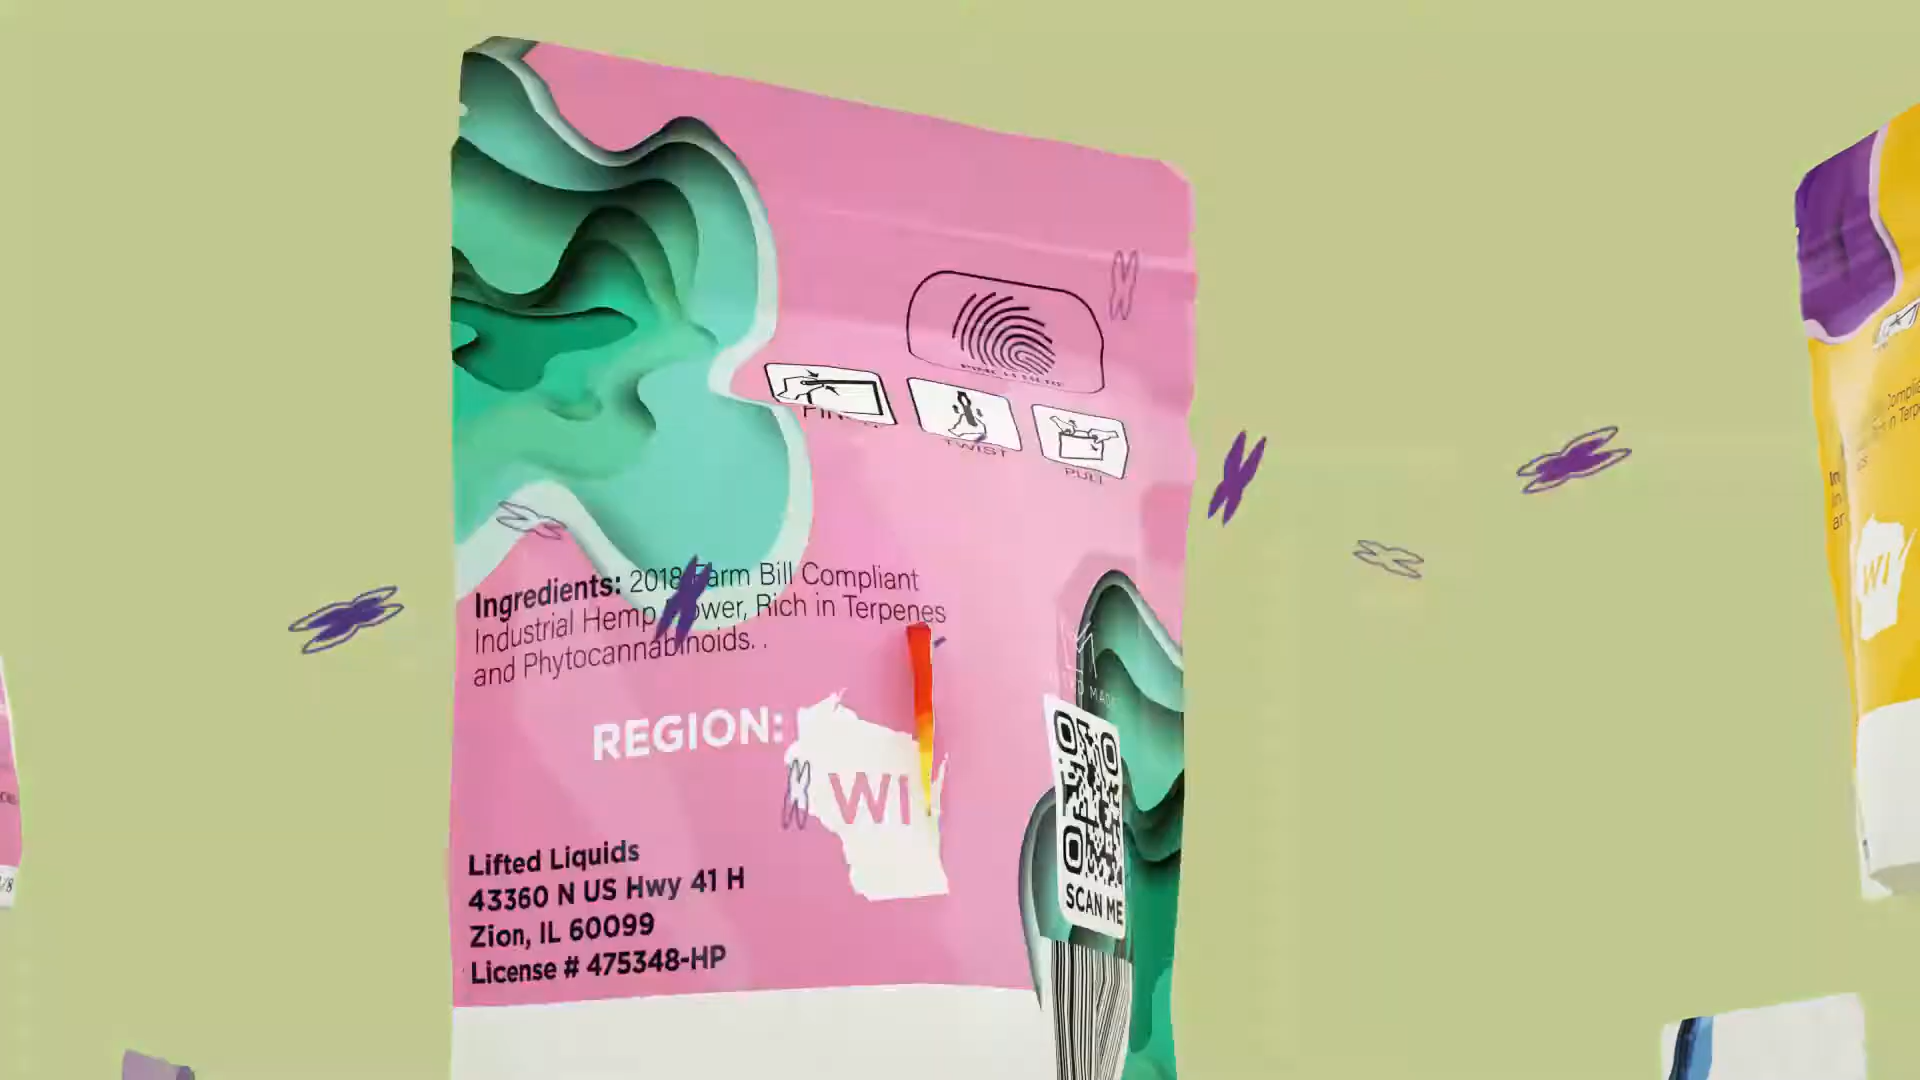 PINCH HERE
TWIST
PULL
Ingredients: 2018 Farm Bill Compliant
Industrial Hemp Flower, Rich in Terpenes
and Phytocannabinoids. .
REGION:
WI
Lifted Liquids
43360 N US Hwy 41 H
Zion, IL 60099
License # 475348-HP
SCAN ME
WI